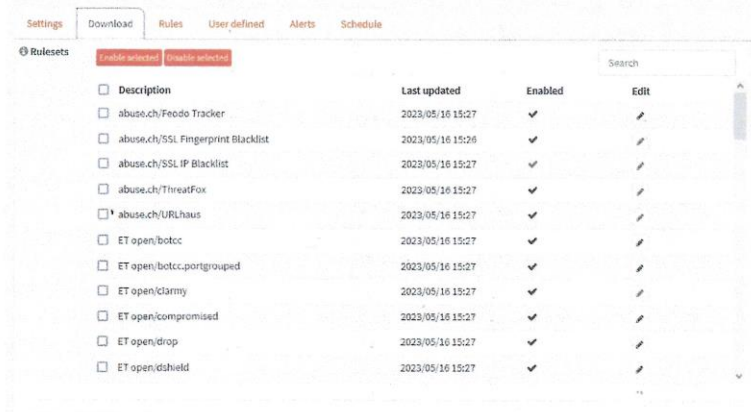 Settings Download Rules User defined Alerts Schedule
Rulesets Enable selected Disable selected Search
Description Last updated Enabled Edit
abuse.ch/Feodo Tracker 2023/05/16 15:27
abuse.ch/SSL Fingerprint Blacklist 2023/05/16 15:26
abuse.ch/SSL IP Blacklist 2023/05/16 15:27
abuse.ch/ThreatFox 2023/05/16 15:27
abuse.ch/URLhaus 2023/05/16 15:27
ET open/botcc 2023/05/16 15:27
ET open/botcc.portgrouped 2023/05/16 15:27
ET open/ciarmy 2023/05/16 15:27
ET open/compromised 2023/05/16 15:27
ET open/drop 2023/05/16 15:27
ET open/dshield 2023/05/16 15:27